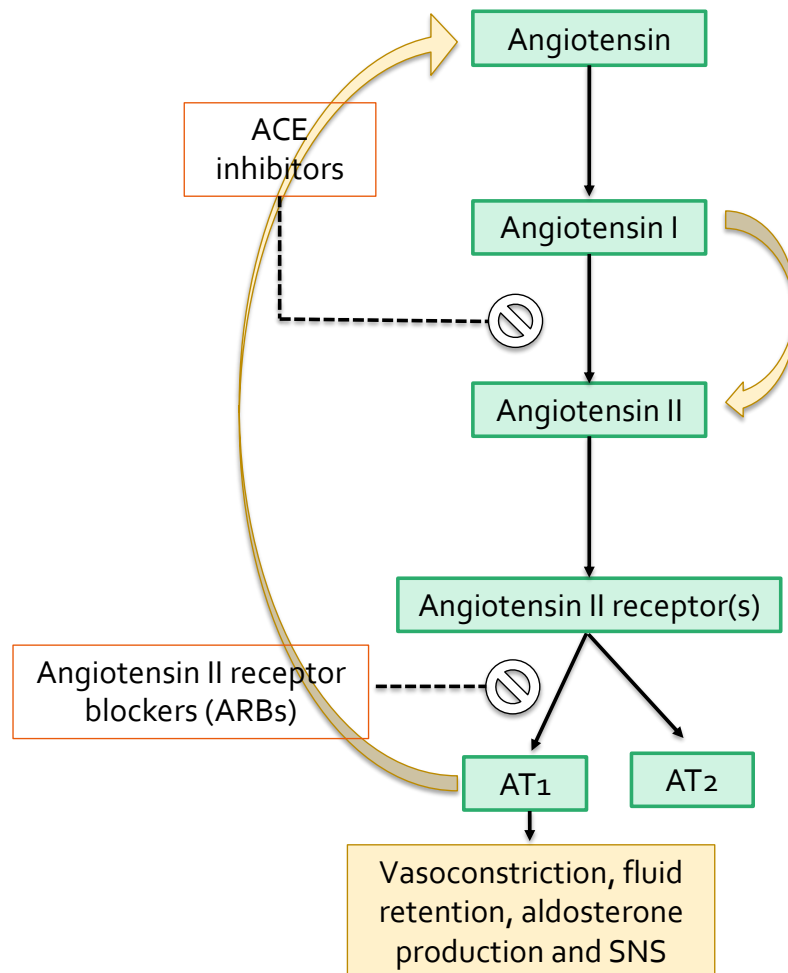 Angiotensin
ACE
inhibitors
Angiotensin I
Angiotensin II
Angiotensin II receptor(s)
Angiotensin II receptor
blockers (ARBs)
AT1
AT2
Vasoconstriction, fluid
retention, aldosterone
production and SNS